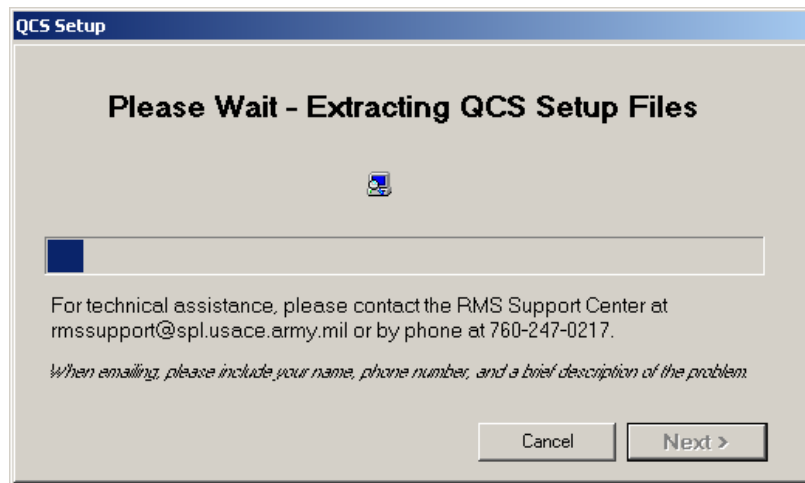 QCS Setup
Please Wait - Extracting QCS Setup Files
For technical assistance, please contact the RMS Support Center at
rmssupport@spl.usace.army.mil or by phone at 760-247-0217.
When emailing, please include your name, phone number, and a brief description of the problem.
Cancel
Next >